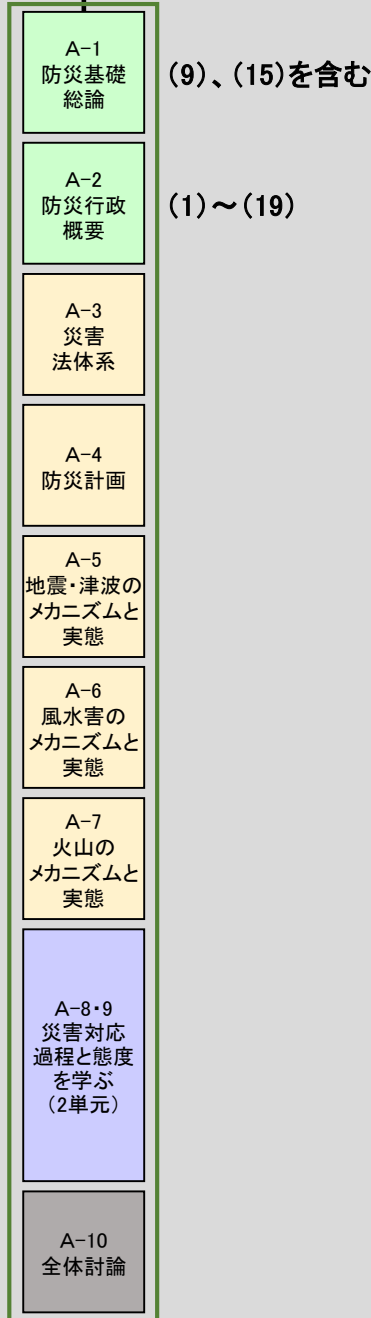 A-1
防災基礎
総論
(9)、(15)を含む
A-2
防災行政
概要
(1)～(19)
A-3
災害
法体系
A-4
防災計画
A-5
地震・津波の
メカニズムと
実態
A-6
風水害の
メカニズムと
実態
A-7
火山の
メカニズムと
実態
A-8・9
災害対応
過程と態度
を学ぶ
(2単元)
A-10
全体討論